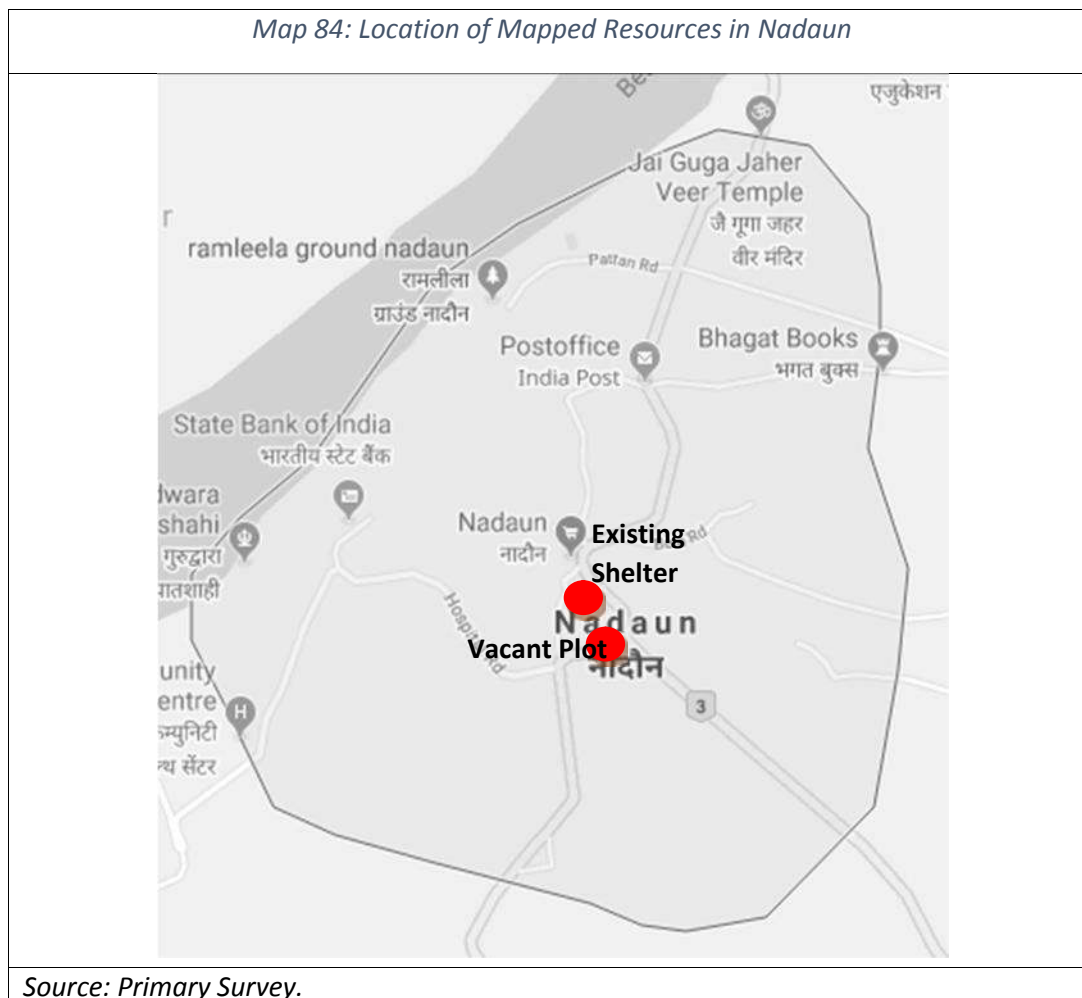 Map 84: Location of Mapped Resources in Nadaun
एजुकेशन
Jai Guga Jaher
Veer Temple
जै गूगा जहर
वीर मंदिर
ramleela ground nadaun
रामलीला
ग्राउंड नादौन
Pattan Rd
Postoffice
India Post
Bhagat Books
भगत बुक्स
State Bank of India
भारतीय स्टेट बैंक
dwara
shahi
गुरुद्वारा
पातशाही
Nadaun
नादौन
Existing
Shelter
Rd
Hospital Rd
Nadaun
नादौन
Vacant Plot
unity
entre
H
कम्युनिटी
ल्थ सेंटर
3
Source: Primary Survey.